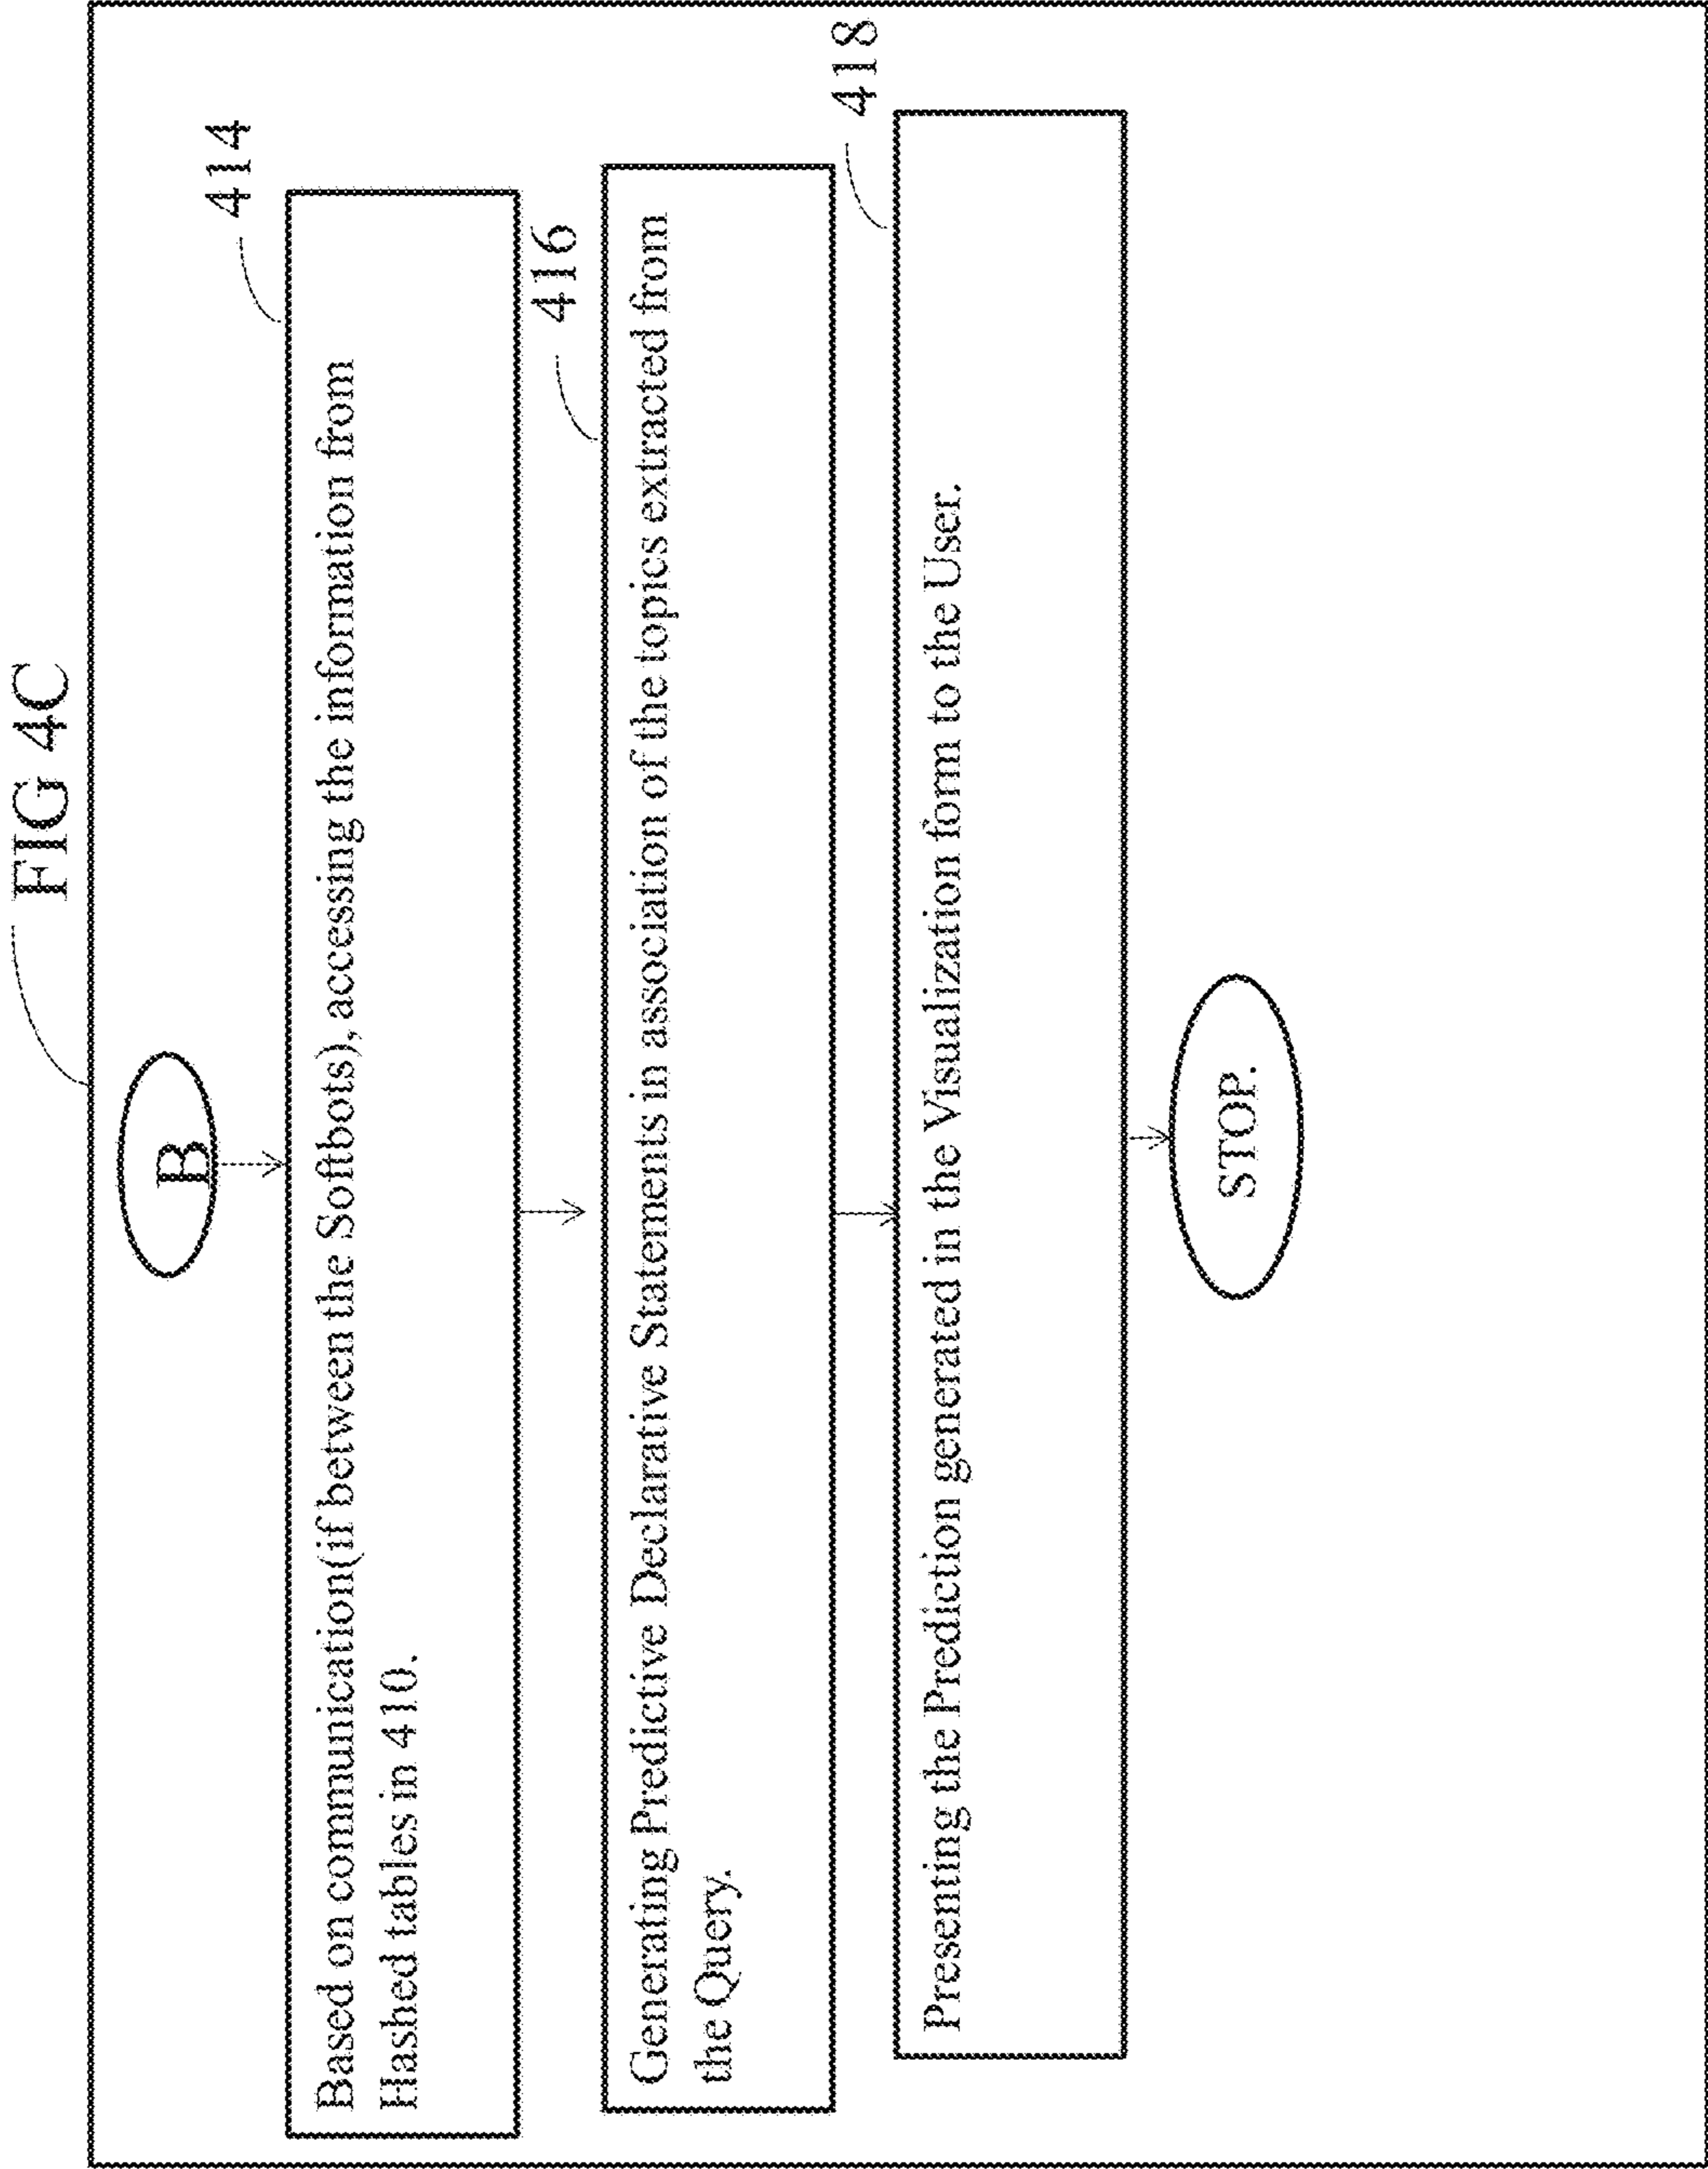 FIG 4C
B
414
Based on communication(if between the Softbots), accessing the information from
Hashed tables in 410.
416
Generating Predictive Declarative Statements in association of the topics extracted from
the Query.
418
Presenting the Prediction generated in the Visualization form to the User.
STOP.